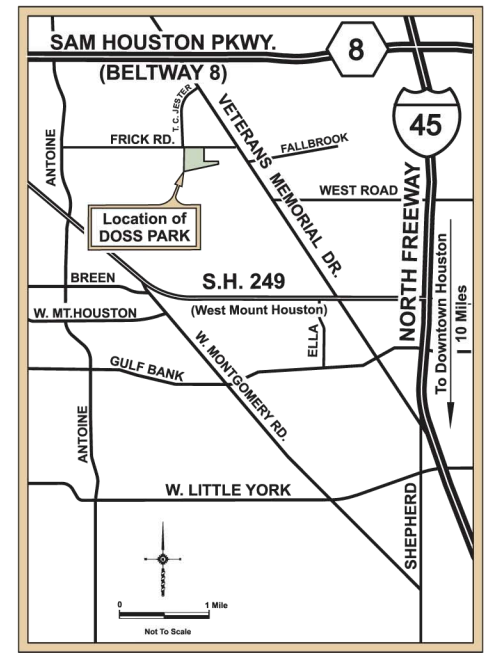 SAM HOUSTON PKWY.
8
(BELTWAY 8)
T. C. JESTER
VETERANS MEMORIAL DR.
45
ANTOINE
FRICK RD.
FALLBROOK
WEST ROAD
NORTH FREEWAY
Location of
DOSS PARK
BREEN
S.H. 249
(West Mount Houston)
W. MT.HOUSTON
ELLA
To Downtown Houston
10 Miles
GULF BANK
W. MONTGOMERY RD.
ANTOINE
W. LITTLE YORK
SHEPHERD
0 1 Mile
Not To Scale